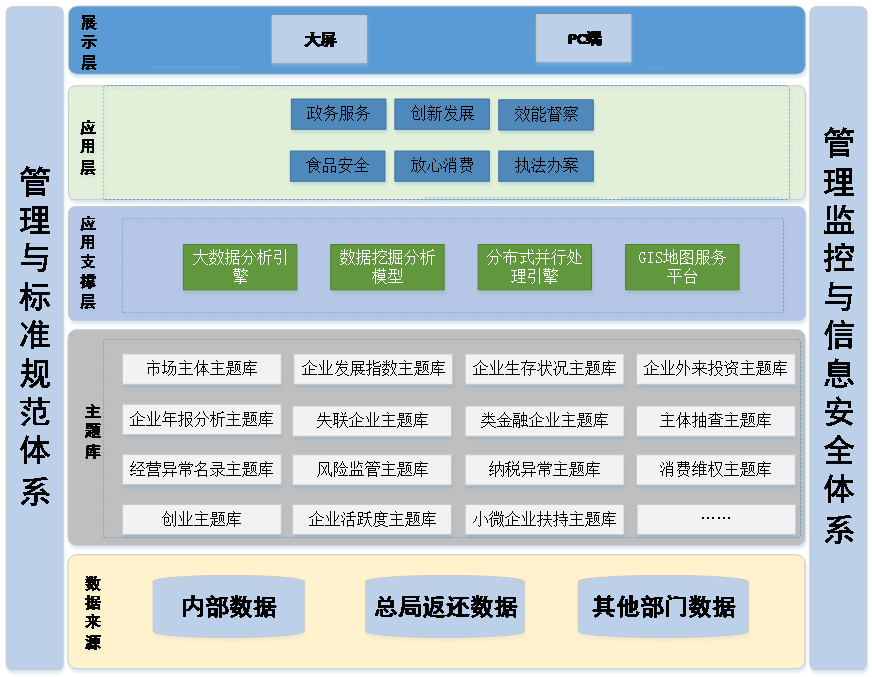 管理与标准规范体系
展示层
大屏
PC端
应用层
政务服务
创新发展
效能督察
食品安全
放心消费
执法办案
应用支撑层
大数据分析引
擎
数据挖掘分析
模型
分布式并行处
理引擎
GIS地图服务
平台
主题库
市场主体主题库
企业发展指数主题库
企业生存状况主题库
企业外来投资主题库
企业年报分析主题库
失联企业主题库
类金融企业主题库
主体抽查主题库
经营异常名录主题库
风险监管主题库
纳税异常主题库
消费维权主题库
创业主题库
企业活跃度主题库
小微企业扶持主题库
……
数据来源
内部数据
总局返还数据
其他部门数据
管理监控与信息安全体系